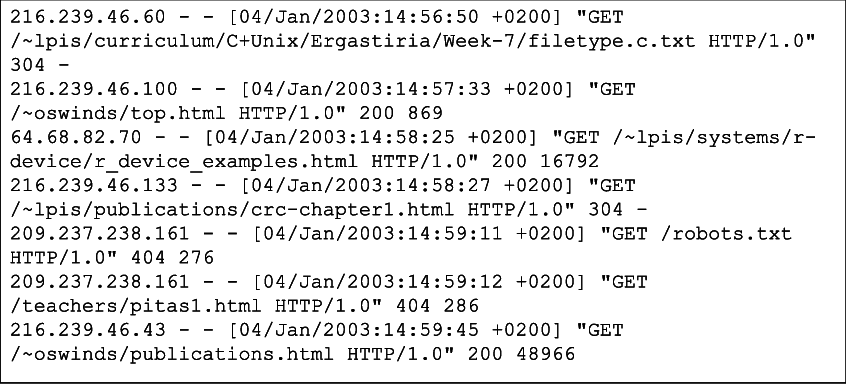 216.239.46.60 - - [04/Jan/2003:14:56:50 +0200] "GET
/~lpis/curriculum/C+Unix/Ergastiria/Week-7/filetype.c.txt HTTP/1.0"
304 -
216.239.46.100 - - [04/Jan/2003:14:57:33 +0200] "GET
/~oswinds/top.html HTTP/1.0" 200 869
64.68.82.70 - - [04/Jan/2003:14:58:25 +0200] "GET /~lpis/systems/r-
device/r_device_examples.html HTTP/1.0" 200 16792
216.239.46.133 - - [04/Jan/2003:14:58:27 +0200] "GET
/~lpis/publications/crc-chapter1.html HTTP/1.0" 304 -
209.237.238.161 - - [04/Jan/2003:14:59:11 +0200] "GET /robots.txt
HTTP/1.0" 404 276
209.237.238.161 - - [04/Jan/2003:14:59:12 +0200] "GET
/teachers/pitas1.html HTTP/1.0" 404 286
216.239.46.43 - - [04/Jan/2003:14:59:45 +0200] "GET
/~oswinds/publications.html HTTP/1.0" 200 48966